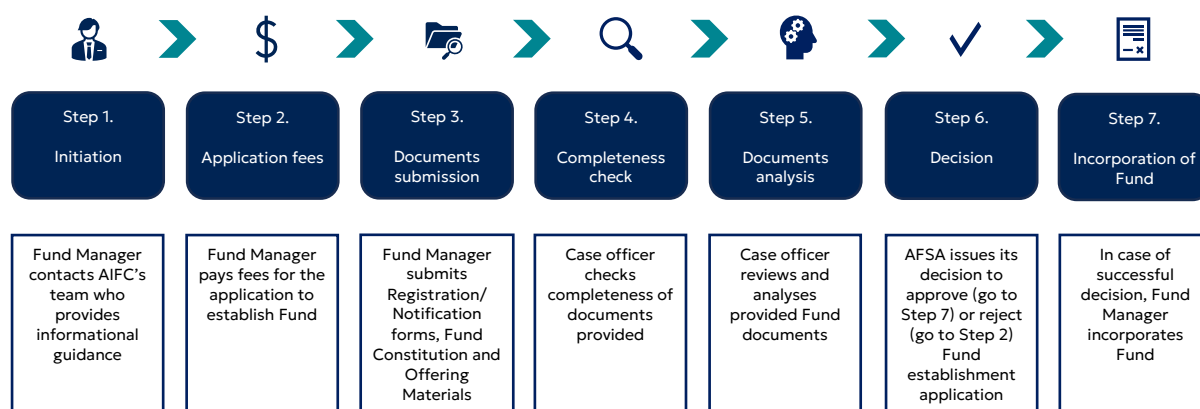 Step 1.
Initiation
Step 2.
Application fees
Step 3.
Documents
submission
Step 4.
Completeness
check
Step 5.
Documents
analysis
Step 6.
Decision
Step 7.
Incorporation of
Fund
Fund Manager
contacts AIFC's
team who
provides
informational
guidance
Fund Manager
pays fees for the
application to
establish Fund
Fund Manager
submits
Registration/
Notification
forms, Fund
Constitution and
Offering
Materials
Case officer
checks
completeness of
documents
provided
Case officer
reviews and
analyses
provided Fund
documents
AFSA issues its
decision to
approve (go to
Step 7) or reject
(go to Step 2)
Fund
establishment
application
In case of
successful
decision, Fund
Manager
incorporates
Fund